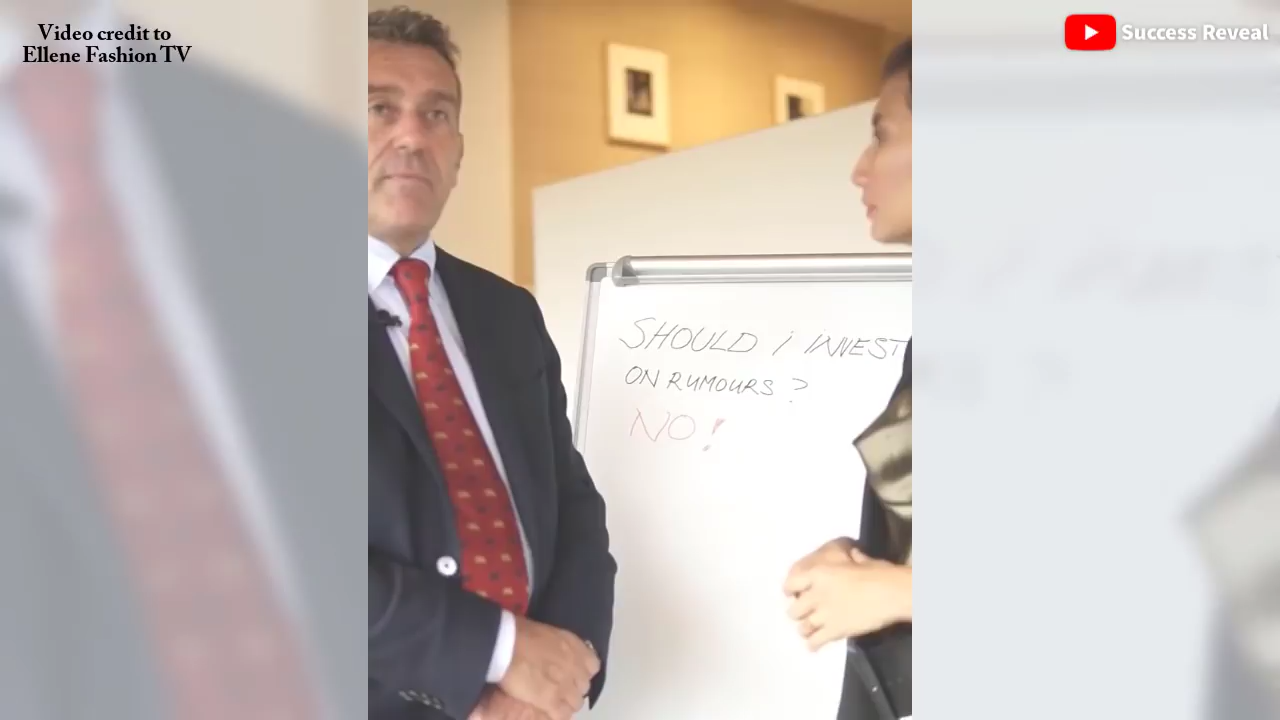 Video credit to
Ellene Fashion TV
Success Reveal
SHOULD I INVEST
ON RUMOURS?
NO!